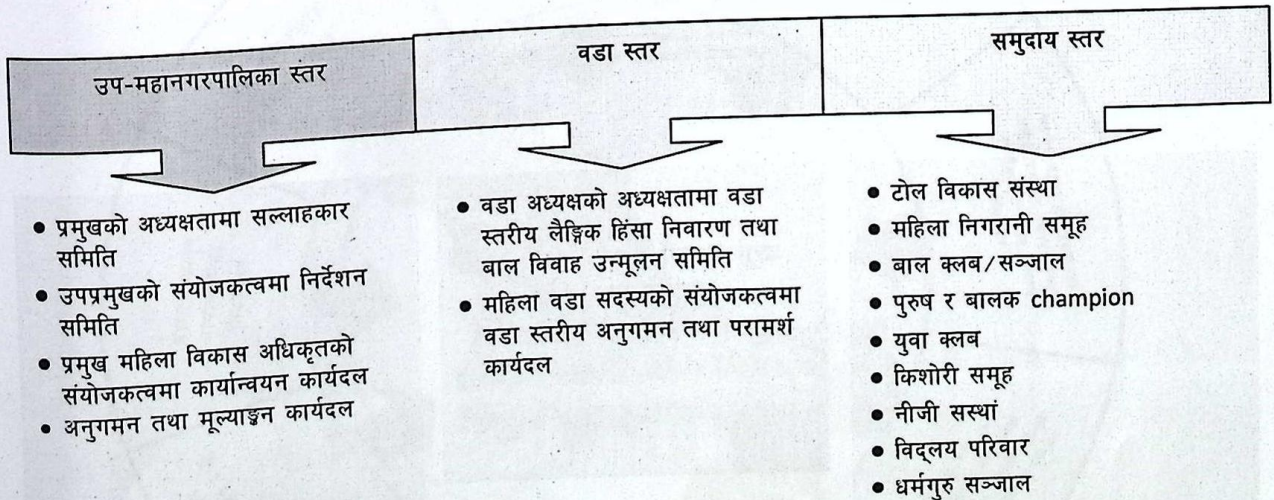 उप-महानगरपालिका स्तर
वडा स्तर
समुदाय स्तर
• प्रमुखको अध्यक्षतामा सल्लाहकार
समिति
• उपप्रमुखको संयोजकत्वमा निर्देशन
समिति
• प्रमुख महिला विकास अधिकृतको
संयोजकत्वमा कार्यान्वयन कार्यदल
• अनुगमन तथा मूल्याङ्कन कार्यदल
• वडा अध्यक्षको अध्यक्षतामा वडा
स्तरीय लैङ्गिक हिंसा निवारण तथा
बाल विवाह उन्मूलन समिति
• महिला वडा सदस्यको संयोजकत्वमा
वडा स्तरीय अनुगमन तथा परामर्श
कार्यदल
• टोल विकास संस्था
• महिला निगरानी समूह
• बाल क्लब/सञ्जाल
• पुरुष र बालक champion
• युवा क्लब
• किशोरी समूह
• नीजी सस्थां
• विद्लय परिवार
• धर्मगुरु सञ्जाल